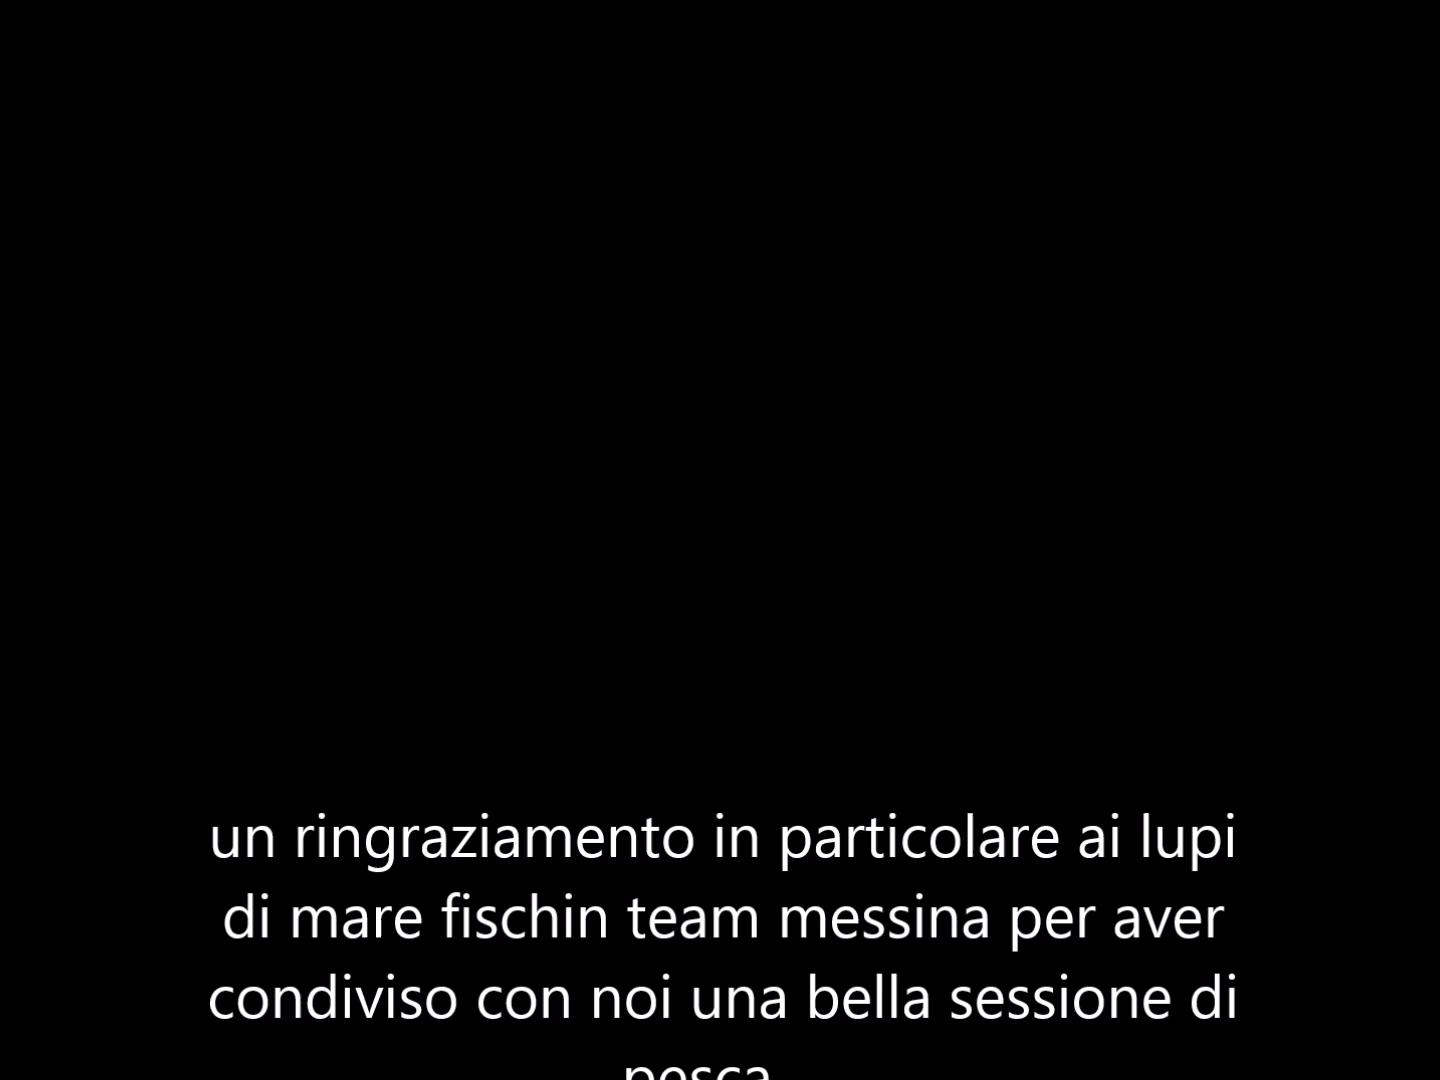 un ringraziamento in particolare ai lupi
di mare fischin team messina per aver
condiviso con noi una bella sessione di
pesca